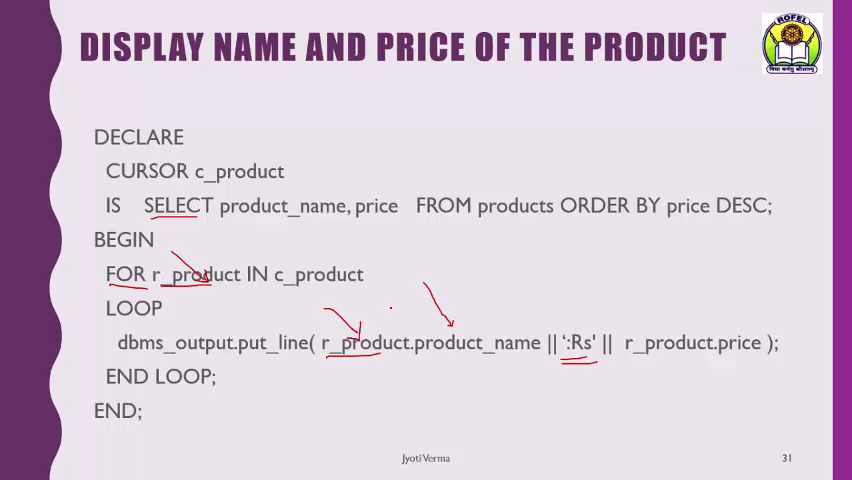 DISPLAY NAME AND PRICE OF THE PRODUCT
ROFEL
DECLARE
CURSOR c_product
IS SELECT product_name, price FROM products ORDER BY price DESC;
BEGIN
FOR r_product IN c_product
LOOP
dbms_output.put_line( r_product.product_name || ‘:Rs' || r_product.price );
END LOOP;
END;
Jyoti Verma
31